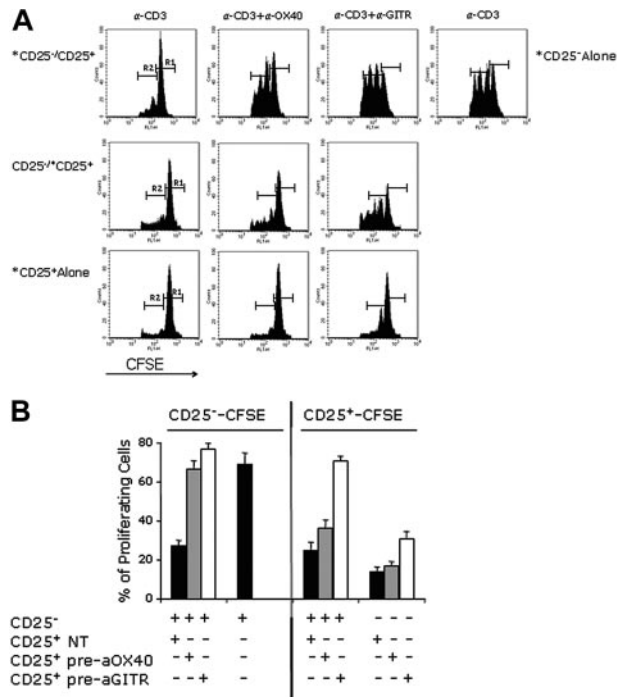 A
α-CD3 α-CD3+α-OX40 α-CD3+α-GITR α-CD3
*CD25-/CD25+ R2 R1 *CD25-Alone
CD25-/*CD25+ R2 R1
*CD25+Alone R2 R1
CFSE
B
CD25--CFSE CD25+-CFSE
% of Proliferating Cells
80
60
40
20
0
CD25- + + + + + + + - - -
CD25+ NT + - - - + - - + - -
CD25+ pre-aOX40 - + - - - + - - + -
CD25+ pre-aGITR - - + - - - + - - +